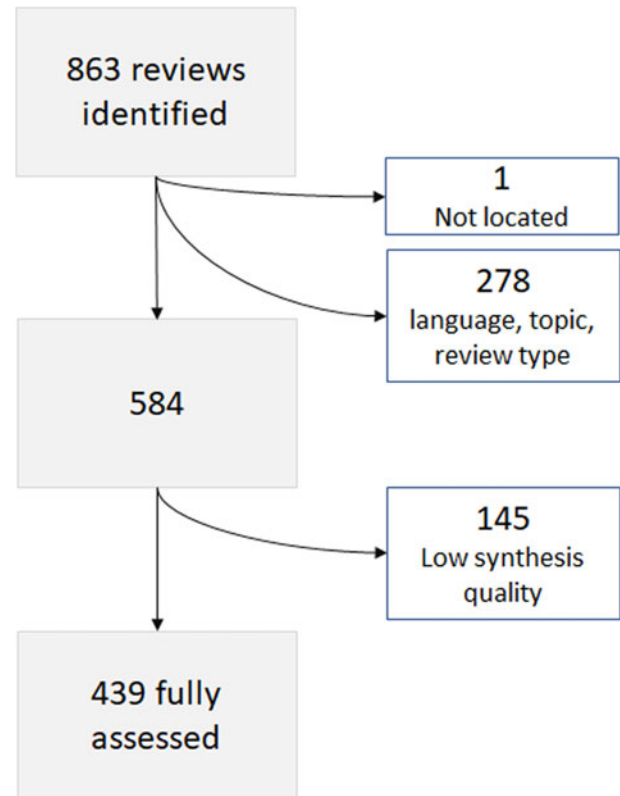 863 reviews
identified
1
Not located
278
language, topic,
review type
584
145
Low synthesis
quality
439 fully
assessed